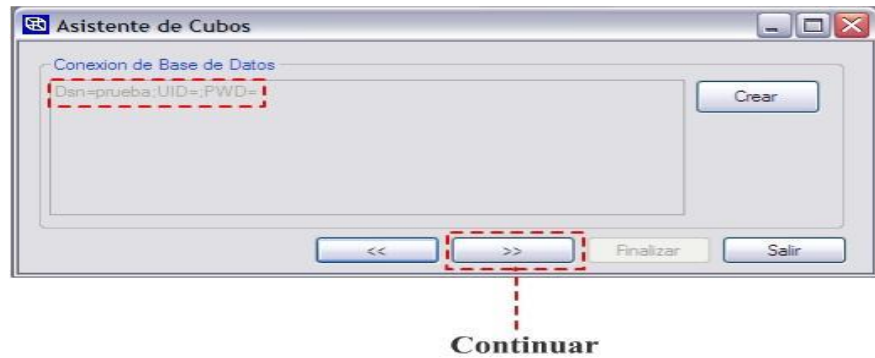 Asistente de Cubos
Conexion de Base de Datos
Dsn=prueba;UID=;PWD=
Crear
<< >> Finalizar Salir
Continuar